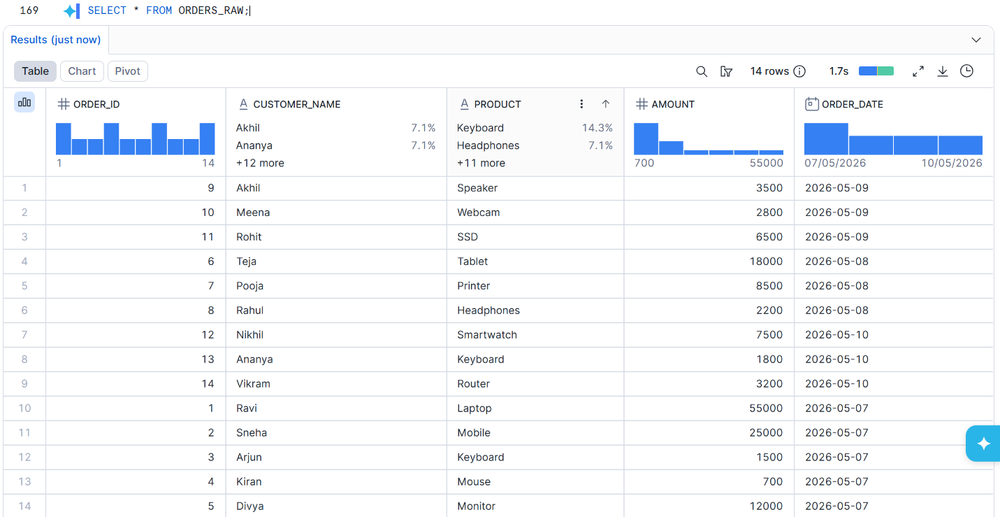 169 SELECT * FROM ORDERS_RAW;
Results (just now)
Table Chart Pivot 14 rows 1.7s
ORDER_ID CUSTOMER_NAME PRODUCT AMOUNT ORDER_DATE
Akhil 7.1% Keyboard 14.3%
Ananya 7.1% Headphones 7.1%
1 14 +12 more +11 more 700 55000 07/05/2026 10/05/2026
1 9 Akhil Speaker 3500 2026-05-09
2 10 Meena Webcam 2800 2026-05-09
3 11 Rohit SSD 6500 2026-05-09
4 6 Teja Tablet 18000 2026-05-08
5 7 Pooja Printer 8500 2026-05-08
6 8 Rahul Headphones 2200 2026-05-08
7 12 Nikhil Smartwatch 7500 2026-05-10
8 13 Ananya Keyboard 1800 2026-05-10
9 14 Vikram Router 3200 2026-05-10
10 1 Ravi Laptop 55000 2026-05-07
11 2 Sneha Mobile 25000 2026-05-07
12 3 Arjun Keyboard 1500 2026-05-07
13 4 Kiran Mouse 700 2026-05-07
14 5 Divya Monitor 12000 2026-05-07